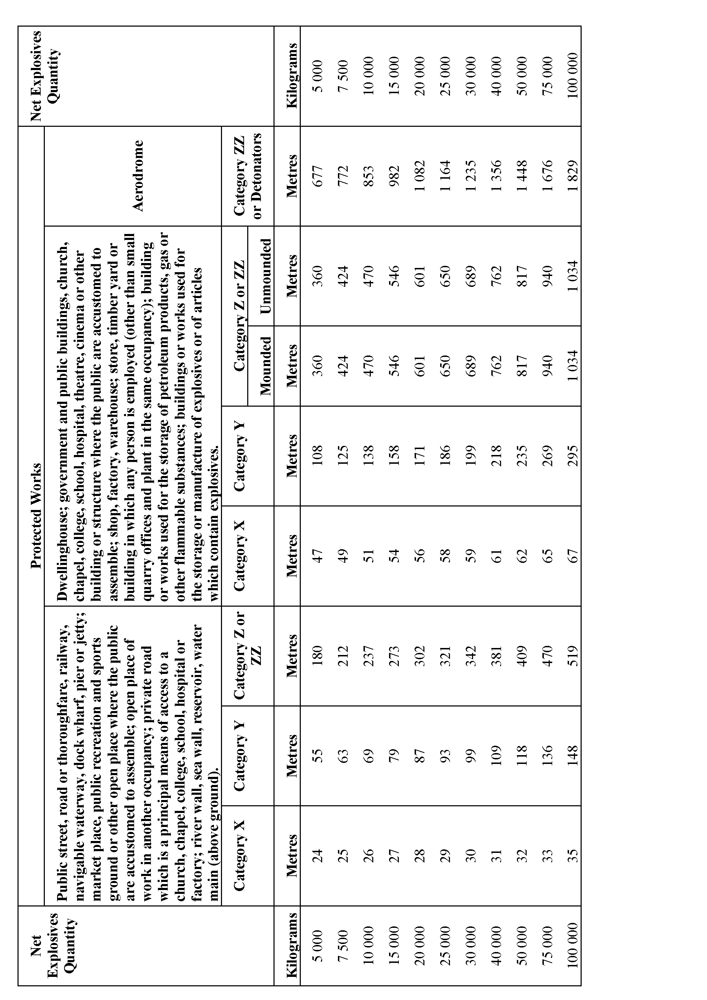 Net
Explosives
Quantity
Protected Works
Net Explosives
Quantity
Public street, road or thoroughfare, railway,
navigable waterway, dock wharf, pier or jetty;
market place, public recreation and sports
ground or other open place where the public
are accustomed to assemble; open place of
work in another occupancy; private road
which is a principal means of access to a
church, chapel, college, school, hospital or
factory; river wall, sea wall, reservoir, water
main (above ground).
Dwellinghouse; government and public buildings, church,
chapel, college, school, hospital, theatre, cinema or other
building or structure where the public are accustomed to
assemble; shop, factory, warehouse; store, timber yard or
building in which any person is employed (other than small
quarry offices and plant in the same occupancy); building
or works used for the storage of petroleum products, gas or
other flammable substances; buildings or works used for
the storage or manufacture of explosives or of articles
which contain explosives.
Aerodrome
Category X
Category Y
Category Z or
ZZ
Category X
Category Y
Category Z or ZZ
Mounded
Unmounded
Category ZZ
or Detonators
Kilograms Metres Metres Metres Metres Metres Metres Metres Metres Kilograms
5 000 24 55 180 47 108 360 360 677 5 000
7 500 25 63 212 49 125 424 424 772 7 500
10 000 26 69 237 51 138 470 470 853 10 000
15 000 27 79 273 54 158 546 546 982 15 000
20 000 28 87 302 56 171 601 601 1 082 20 000
25 000 29 93 321 58 186 650 650 1 164 25 000
30 000 30 99 342 59 199 689 689 1 235 30 000
40 000 31 109 381 61 218 762 762 1 356 40 000
50 000 32 118 409 62 235 817 817 1 448 50 000
75 000 33 136 470 65 269 940 940 1 676 75 000
100 000 35 148 519 67 295 1 034 1 034 1 829 100 000